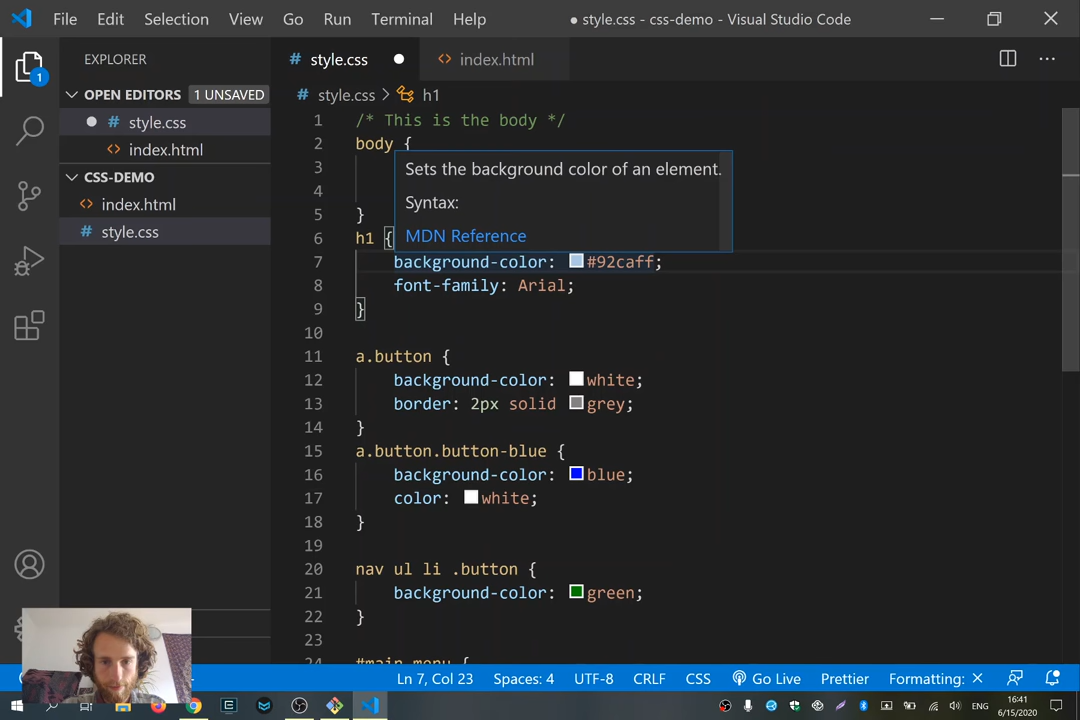 File Edit Selection View Go Run Terminal Help ● style.css - css-demo - Visual Studio Code
EXPLORER
# style.css ●
<> index.html
OPEN EDITORS 1 UNSAVED
1
● # style.css
<> index.html
CSS-DEMO
<> index.html
# style.css
# style.css > h1
1 /* This is the body */
2 body {
3
4
5 }
Sets the background color of an element.
Syntax:
MDN Reference
6 h1 {
7 background-color: #92caff;
8 font-family: Arial;
9 }
10
11 a.button {
12 background-color: white;
13 border: 2px solid grey;
14 }
15 a.button.button-blue {
16 background-color: blue;
17 color: white;
18 }
19
20 nav ul li .button {
21 background-color: green;
22 }
23
24 #main_menu {
Ln 7, Col 23 Spaces: 4 UTF-8 CRLF CSS Go Live Prettier Formatting: ✕
ENG
16:41
6/15/2020